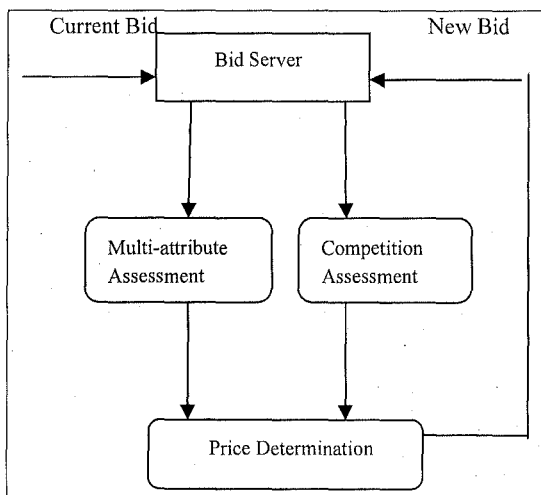 Current Bid
New Bid
Bid Server
Multi-attribute
Assessment
Competition
Assessment
Price Determination